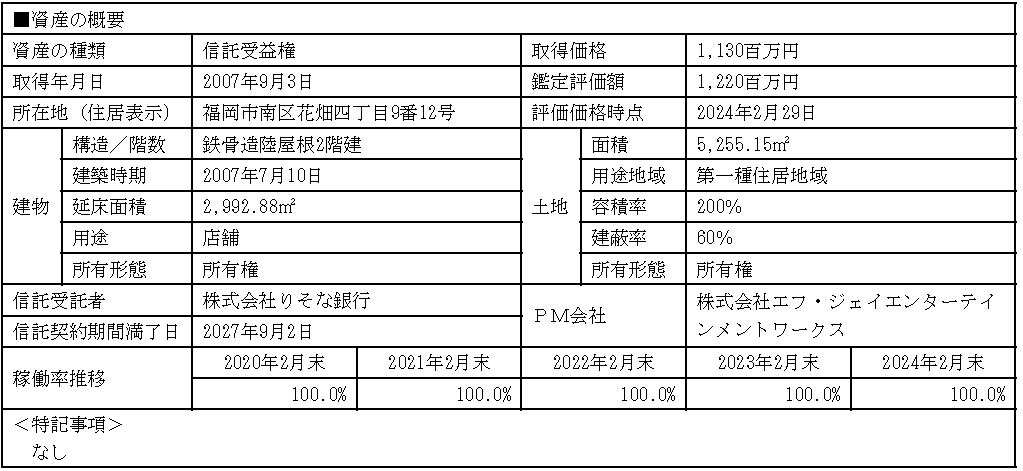 ■資産の概要
資産の種類 信託受益権 取得価格 1,130百万円
取得年月日 2007年9月3日 鑑定評価額 1,220百万円
所在地（住居表示） 福岡市南区花畑四丁目9番12号 評価価格時点 2024年2月29日
建物 構造／階数 鉄骨造陸屋根2階建 土地 面積 5,255.15㎡
建築時期 2007年7月10日 用途地域 第一種住居地域
延床面積 2,992.88㎡ 容積率 200%
用途 店舗 建蔽率 60%
所有形態 所有権 所有形態 所有権
信託受託者 株式会社りそな銀行 ＰＭ会社 株式会社エフ・ジェイエンターテイ
ンメントワークス
信託契約期間満了日 2027年9月2日
稼働率推移 2020年2月末 2021年2月末 2022年2月末 2023年2月末 2024年2月末
100.0% 100.0% 100.0% 100.0% 100.0%
＜特記事項＞
なし